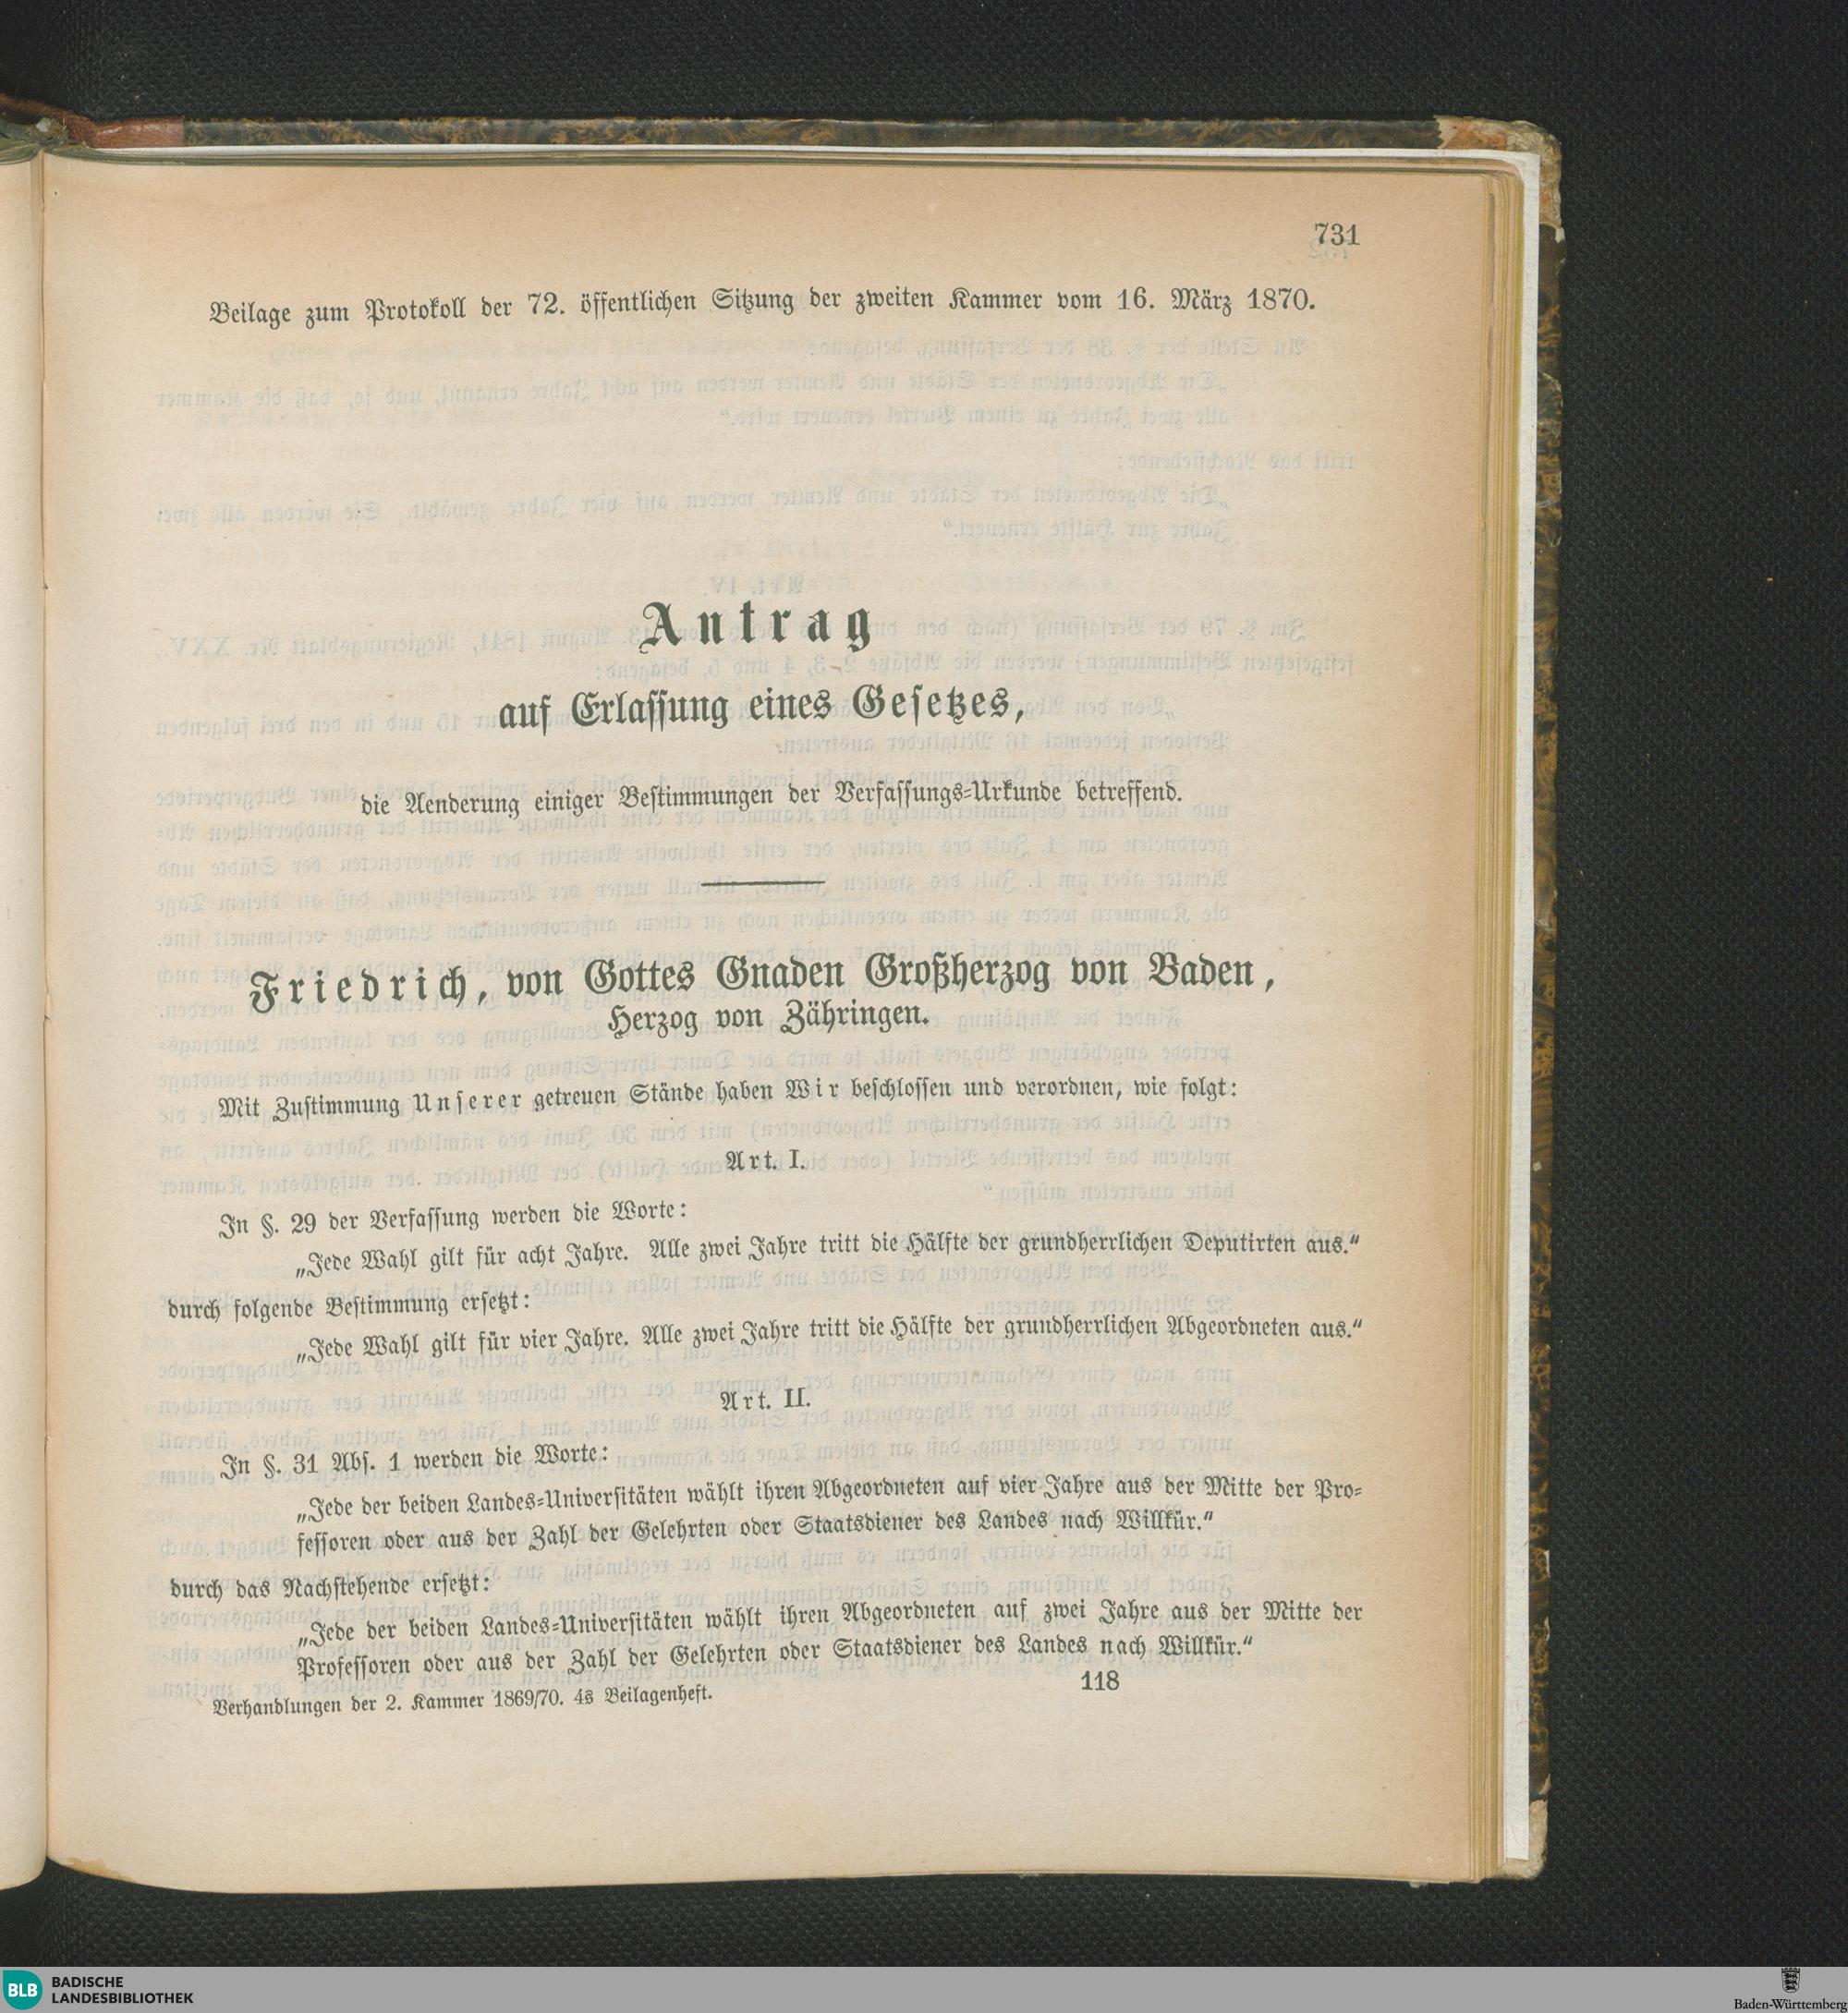 731
Beilage zum Protokoll der 72. öffentlichen Sitzung der zweiten Kammer vom 16. März 1870.
Antrag
auf Erlassung eines Gesetzes,
die Aenderung einiger Bestimmungen der Verfassungs-Urkunde betreffend.
Friedrich, von Gottes Gnaden Großherzog von Baden,
Herzog von Zähringen.
Mit Zustimmung Unserer getreuen Stände haben Wir beschlossen und verordnen, wie folgt:
Art. I.
In §. 29 der Verfassung werden die Worte:
„Jede Wahl gilt für acht Jahre. Alle zwei Jahre tritt die Hälfte der grundherrlichen Deputirten aus.“
durch folgende Bestimmung ersetzt:
„Jede Wahl gilt für vier Jahre. Alle zwei Jahre tritt die Hälfte der grundherrlichen Abgeordneten aus.“
Art. II.
In §. 31 Abs. 1 werden die Worte:
„Jede der beiden Landes-Universitäten wählt ihren Abgeordneten auf vier Jahre aus der Mitte der Pro-
fessoren oder aus der Zahl der Gelehrten oder Staatsdiener des Landes nach Willkür.“
durch das Nachstehende ersetzt:
„Jede der beiden Landes-Universitäten wählt ihren Abgeordneten auf zwei Jahre aus der Mitte der
Professoren oder aus der Zahl der Gelehrten oder Staatsdiener des Landes nach Willkür.“
Verhandlungen der 2. Kammer 1869/70. 4s Beilagenheft.
118
BLB
BADISCHE
LANDESBIBLIOTHEK
Baden-Württemberg